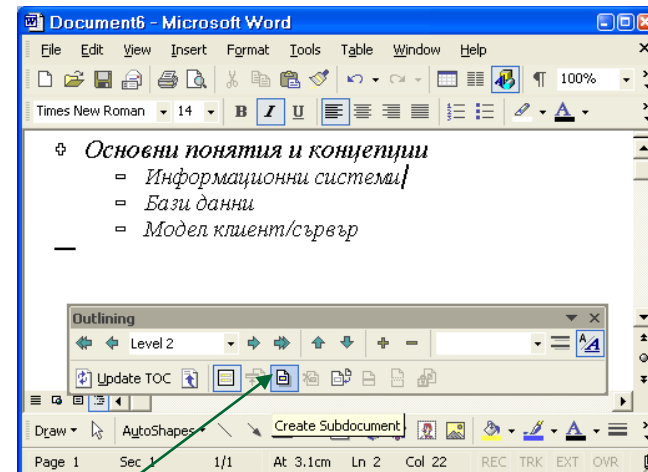 Document6 - Microsoft Word
File Edit View Insert Format Tools Table Window Help
100%
Times New Roman 14 B I U A
Основни понятия и концепции
Информационни системи
Бази данни
Модел клиент/сървър
Outlining
Level 2
Update TOC
Draw AutoShapes Create Subdocument A
Page 1 Sec 1 1/1 At 3.1cm Ln 2 Col 22 REC TRK EXT OVR